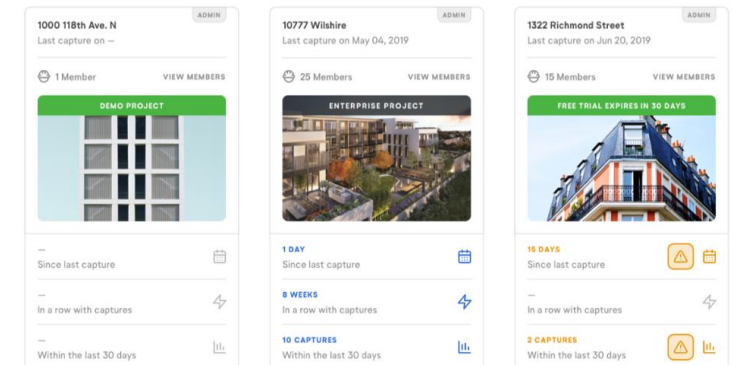 ADMIN
1000 118th Ave. N
Last capture on —
1 Member
VIEW MEMBERS
DEMO PROJECT
—
Since last capture
—
In a row with captures
—
Within the last 30 days
ADMIN
10777 Wilshire
Last capture on May 04, 2019
25 Members
VIEW MEMBERS
ENTERPRISE PROJECT
1 DAY
Since last capture
8 WEEKS
In a row with captures
10 CAPTURES
Within the last 30 days
ADMIN
1322 Richmond Street
Last capture on Jun 20, 2019
15 Members
VIEW MEMBERS
FREE TRIAL EXPIRES IN 30 DAYS
15 DAYS
Since last capture
—
In a row with captures
2 CAPTURES
Within the last 30 days